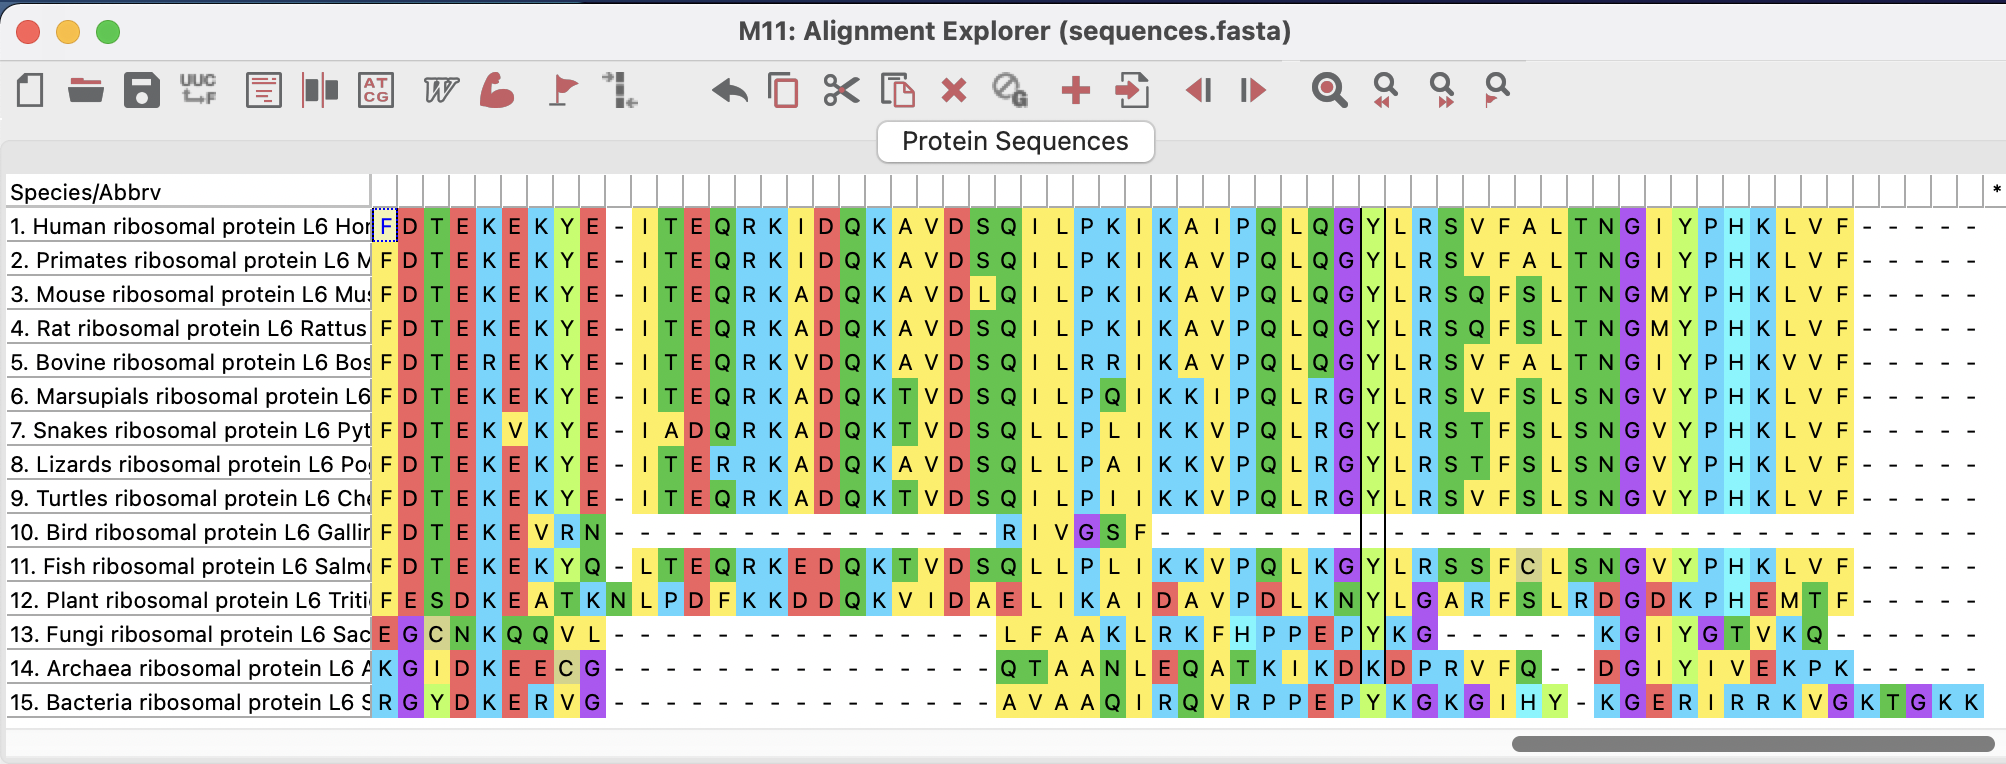 M11: Alignment Explorer (sequences.fasta)
UUC
F
AT
CG
W
G
Protein Sequences
Species/Abbrv *
1. Human ribosomal protein L6 Hor F D T E K E K Y E - I T E Q R K I D Q K A V D S Q I L P K I K A I P Q L Q G Y L R S V F A L T N G I Y P H K L V F - - - - -
2. Primates ribosomal protein L6 M F D T E K E K Y E - I T E Q R K I D Q K A V D S Q I L P K I K A V P Q L Q G Y L R S V F A L T N G I Y P H K L V F - - - - -
3. Mouse ribosomal protein L6 Mus F D T E K E K Y E - I T E Q R K A D Q K A V D L Q I L P K I K A V P Q L Q G Y L R S Q F S L T N G M Y P H K L V F - - - - -
4. Rat ribosomal protein L6 Rattus F D T E K E K Y E - I T E Q R K A D Q K A V D S Q I L P K I K A V P Q L Q G Y L R S Q F S L T N G M Y P H K L V F - - - - -
5. Bovine ribosomal protein L6 Bos F D T E R E K Y E - I T E Q R K V D Q K A V D S Q I L R R I K A V P Q L Q G Y L R S V F A L T N G I Y P H K V V F - - - - -
6. Marsupials ribosomal protein L6 F D T E K E K Y E - I T E Q R K A D Q K T V D S Q I L P Q I K K I P Q L R G Y L R S V F S L S N G V Y P H K L V F - - - - -
7. Snakes ribosomal protein L6 Pyt F D T E K V K Y E - I A D Q R K A D Q K T V D S Q L L P L I K K V P Q L R G Y L R S T F S L S N G V Y P H K L V F - - - - -
8. Lizards ribosomal protein L6 Po F D T E K E K Y E - I T E R R K A D Q K A V D S Q L L P A I K K V P Q L R G Y L R S T F S L S N G V Y P H K L V F - - - - -
9. Turtles ribosomal protein L6 Che F D T E K E K Y E - I T E Q R K A D Q K T V D S Q I L P I I K K V P Q L R G Y L R S V F S L S N G V Y P H K L V F - - - - -
10. Bird ribosomal protein L6 Gallir F D T E K E V R N - - - - - - - - - - - - - - - R I V G S F - - - - - - - - - - - - - - - - - - - - - - - - - - - - - - - -
11. Fish ribosomal protein L6 Salmo F D T E K E K Y Q - L T E Q R K E D Q K T V D S Q L L P L I K K V P Q L K G Y L R S S F C L S N G V Y P H K L V F - - - - -
12. Plant ribosomal protein L6 Triti F E S D K E A T K N L P D F K K D D Q K V I D A E L I K A I D A V P D L K N Y L G A R F S L R D G D K P H E M T F - - - - -
13. Fungi ribosomal protein L6 Sac E G C N K Q Q V L - - - - - - - - - - - - - - - L F A A K L R K F H P P E P Y K G - - - - - - K G I Y G T V K Q - - - - - -
14. Archaea ribosomal protein L6 A K G I D K E E C G - - - - - - - - - - - - - - - Q T A A N L E Q A T K I K D K D P R V F Q - - D G I Y I V E K P K - - - - -
15. Bacteria ribosomal protein L6 S R G Y D K E R V G - - - - - - - - - - - - - - - A V A A Q I R Q V R P P E P Y K G K G I H Y - K G E R I R R K V G K T G K K